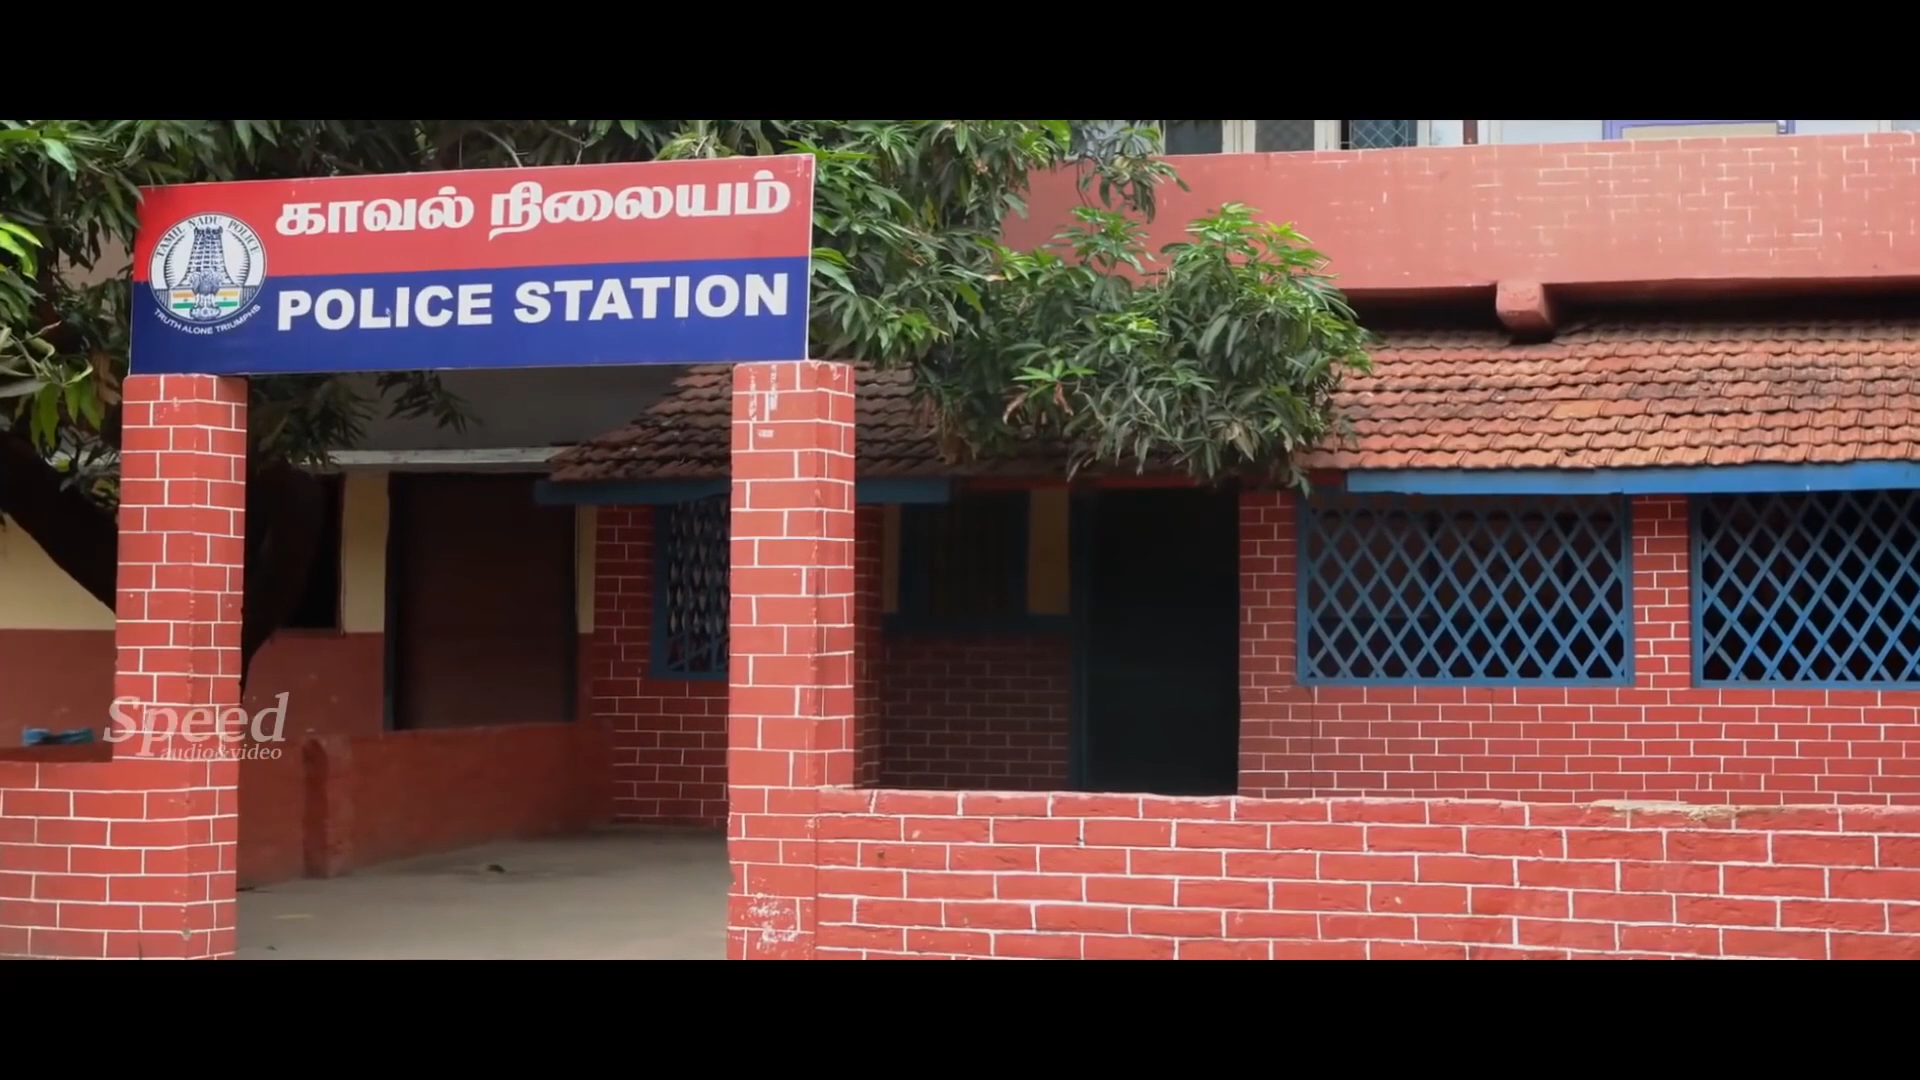 காவல் நிலையம்
TAMIL NADU POLICE
TRUTH ALONE TRIUMPHS
POLICE STATION
Speed
audio&video